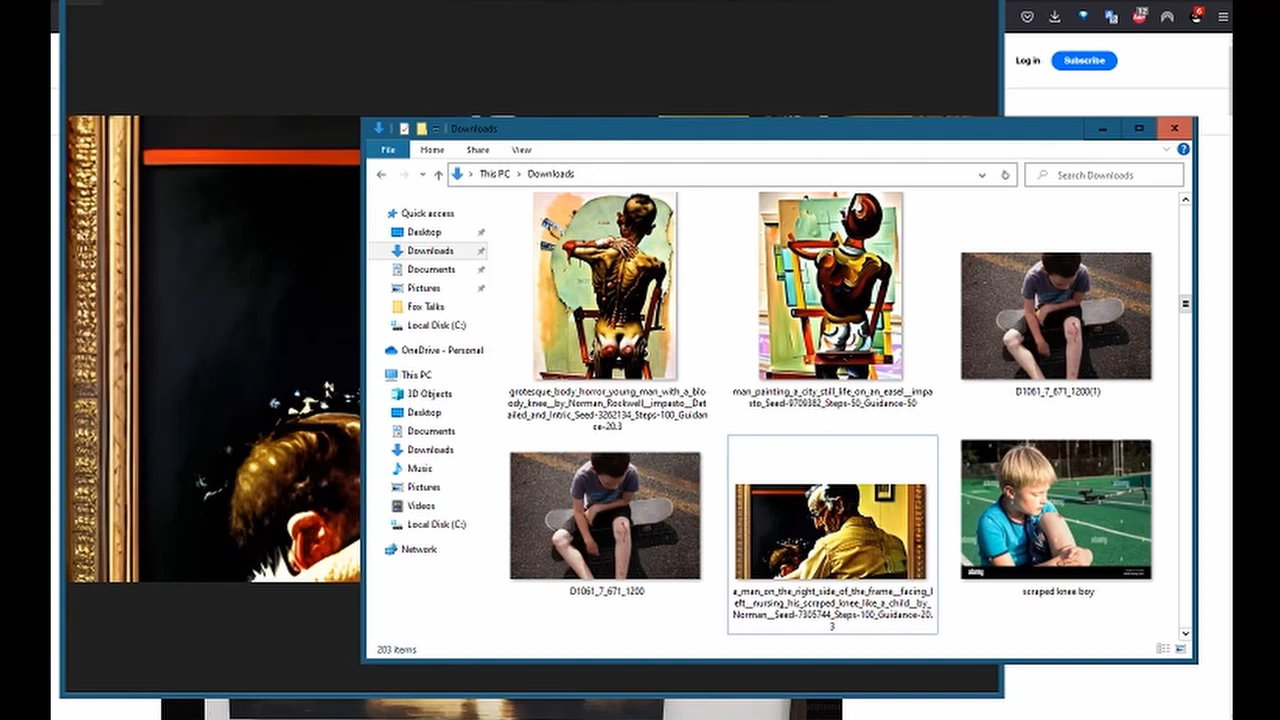 12
6
Log in
Subscribe
Downloads
File
Home
Share
View
This PC
Downloads
Search Downloads
Quick access
Desktop
Downloads
Documents
Pictures
Fox Talks
Local Disk (C:)
OneDrive - Personal
This PC
3D Objects
Desktop
Documents
Downloads
Music
Pictures
Videos
Local Disk (C:)
Network
grotesque_body_horror_young_man_with_a_blo
ody_knee__by_Norman_Rockwell__impasto__Det
ailed_and_Intric_Seed-3262134_Steps-100_Guidan
ce-20.3
man_painting_a_city_still_life_on_an_easel__impa
sto_Seed-9709382_Steps-50_Guidance-50
D1061_7_671_1200(1)
D1061_7_671_1200
a_man_on_the_right_side_of_the_frame__facing_l
eft__nursing_his_scraped_knee_like_a_child__by_
Norman__Seed-7305744_Steps-100_Guidance-20.
3
alamy
scraped knee boy
203 items